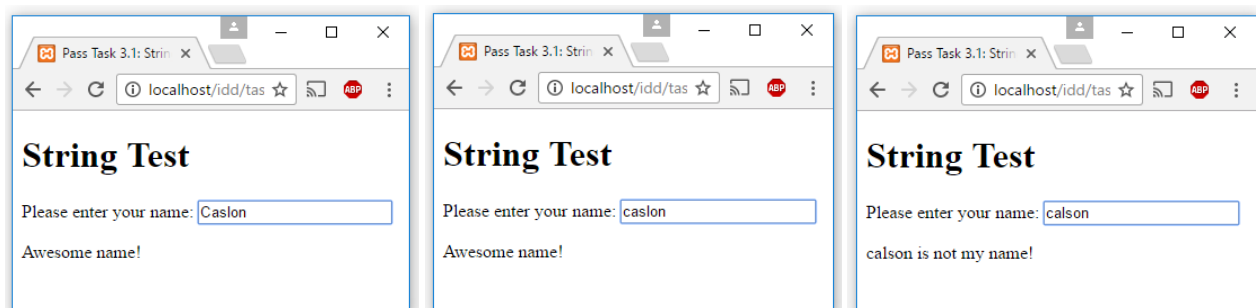 Pass Task 3.1: Strin
localhost/idd/tas
ABP
String Test
Please enter your name: Caslon
Awesome name!
Pass Task 3.1: Strin
localhost/idd/tas
ABP
String Test
Please enter your name: caslon
Awesome name!
Pass Task 3.1: Strin
localhost/idd/tas
ABP
String Test
Please enter your name: calson
calson is not my name!